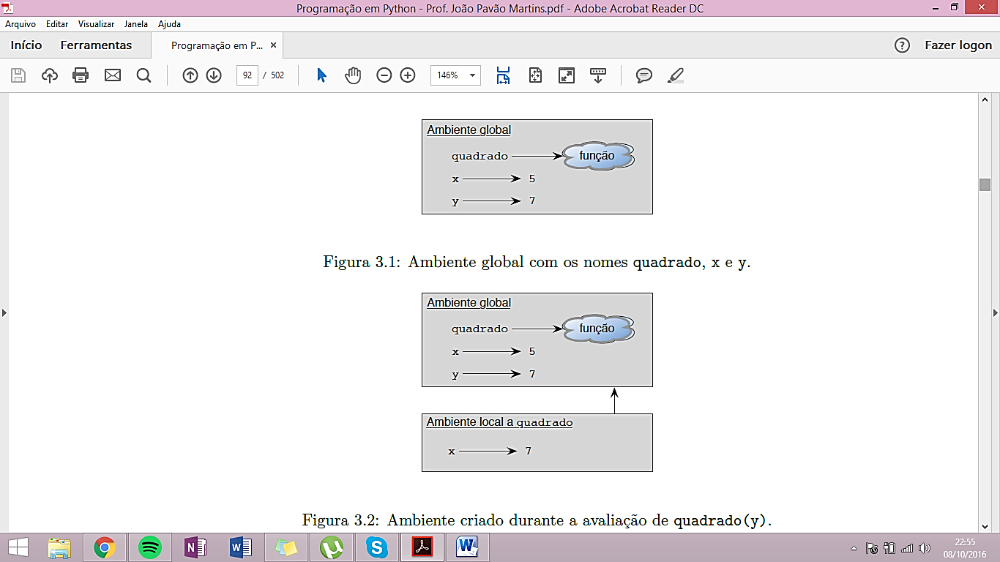 Programação em Python - Prof. João Pavão Martins.pdf - Adobe Acrobat Reader DC
Arquivo Editar Visualizar Janela Ajuda
Início Ferramentas Programação em P... × ? Fazer logon
92 / 502 146%
Ambiente global
quadrado função
x 5
y 7
Figura 3.1: Ambiente global com os nomes quadrado, x e y.
Ambiente global
quadrado função
x 5
y 7
Ambiente local a quadrado
x 7
Figura 3.2: Ambiente criado durante a avaliação de quadrado(y).
22:55
08/10/2016